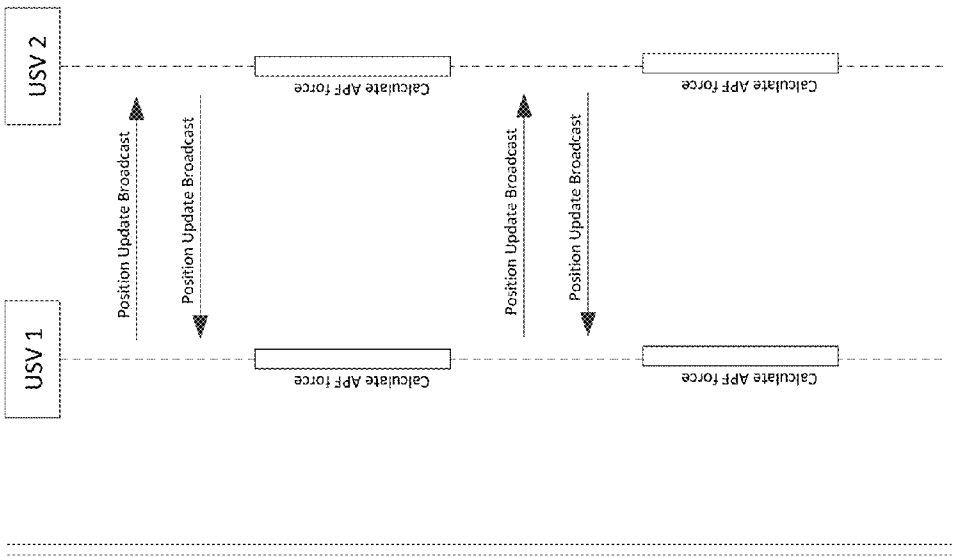 USV 1
USV 2
Position Update Broadcast
Position Update Broadcast
Calculate APF force
Calculate APF force
Position Update Broadcast
Position Update Broadcast
Calculate APF force
Calculate APF force